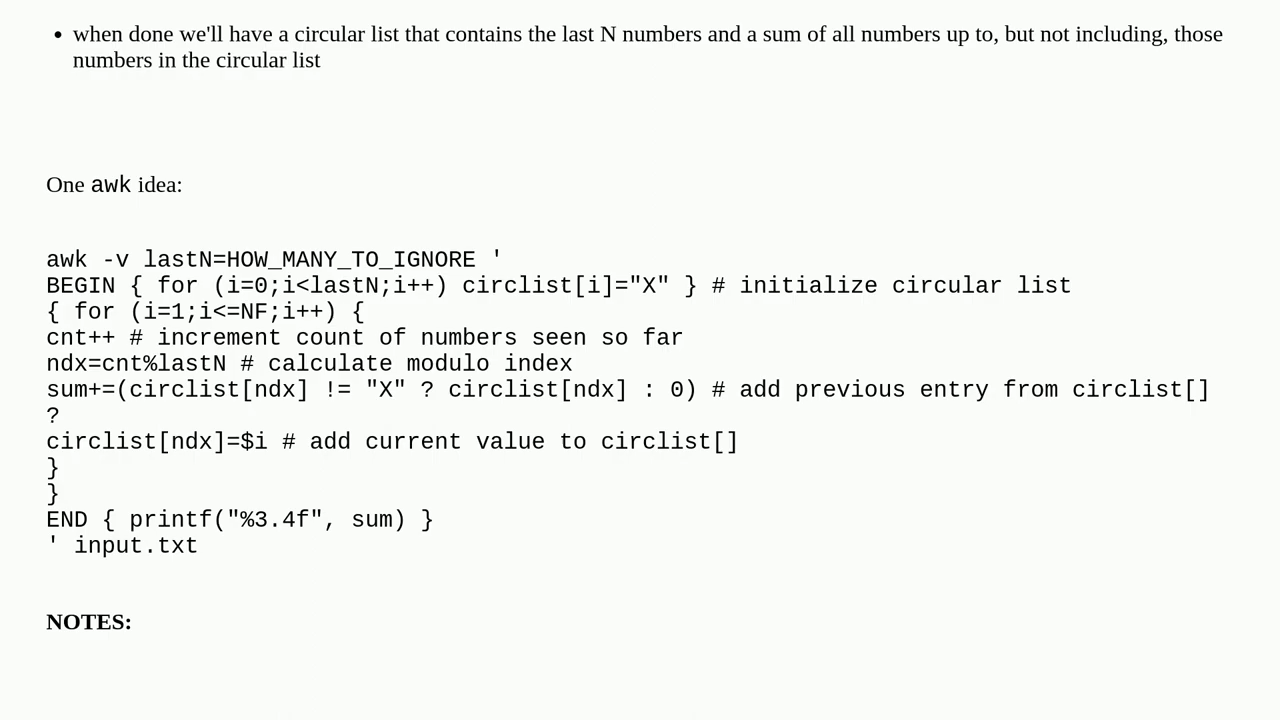 • when done we'll have a circular list that contains the last N numbers and a sum of all numbers up to, but not including, those
numbers in the circular list
One awk idea:
awk -v lastN=HOW_MANY_TO_IGNORE '
BEGIN { for (i=0;i<lastN;i++) circlist[i]="X" } # initialize circular list
{ for (i=1;i<=NF;i++) {
cnt++ # increment count of numbers seen so far
ndx=cnt%lastN # calculate modulo index
sum+=(circlist[ndx] != "X" ? circlist[ndx] : 0) # add previous entry from circlist[]
?
circlist[ndx]=$i # add current value to circlist[]
}
}
END { printf("%3.4f", sum) }
' input.txt
NOTES: